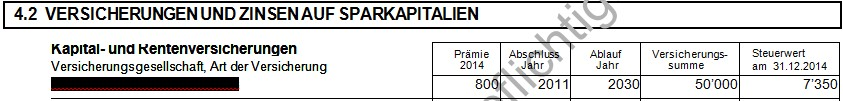 4.2 VERSICHERUNGEN UND ZINSEN AUF SPARKAPITALIEN
Kapital- und Rentenversicherungen
Versicherungsgesellschaft, Art der Versicherung
Prämie 2014
Abschluss Jahr
Ablauf Jahr
Versicherungs- summe
Steuerwert am 31.12.2014
800 2011 2030 50'000 7'350